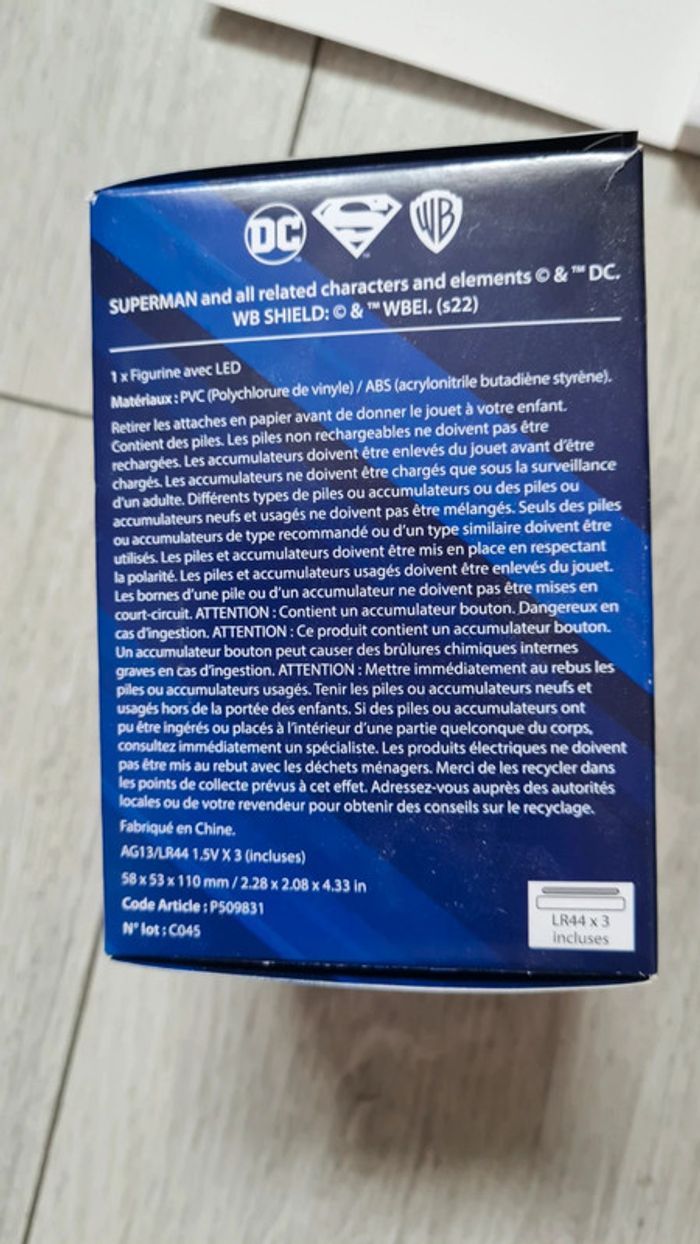 DC WB
SUPERMAN and all related characters and elements © & ™ DC.
WB SHIELD: © & ™ WBEI. (s22)
1 x Figurine avec LED
Matériaux : PVC (Polychlorure de vinyle) / ABS (acrylonitrile butadiène styrène).
Retirer les attaches en papier avant de donner le jouet à votre enfant.
Contient des piles. Les piles non rechargeables ne doivent pas être
rechargées. Les accumulateurs doivent être enlevés du jouet avant d'être
chargés. Les accumulateurs ne doivent être chargés que sous la surveillance
d'un adulte. Différents types de piles ou accumulateurs ou des piles ou
accumulateurs neufs et usagés ne doivent pas être mélangés. Seuls des piles
ou accumulateurs de type recommandé ou d'un type similaire doivent être
utilisés. Les piles et accumulateurs doivent être mis en place en respectant
la polarité. Les piles et accumulateurs usagés doivent être enlevés du jouet.
Les bornes d'une pile ou d'un accumulateur ne doivent pas être mises en
court-circuit. ATTENTION : Contient un accumulateur bouton. Dangereux en
cas d'ingestion. ATTENTION : Ce produit contient un accumulateur bouton.
Un accumulateur bouton peut causer des brûlures chimiques internes
graves en cas d'ingestion. ATTENTION : Mettre immédiatement au rebus les
piles ou accumulateurs usagés. Tenir les piles ou accumulateurs neufs et
usagés hors de la portée des enfants. Si des piles ou accumulateurs ont
pu être ingérés ou placés à l'intérieur d'une partie quelconque du corps,
consultez immédiatement un spécialiste. Les produits électriques ne doivent
pas être mis au rebut avec les déchets ménagers. Merci de les recycler dans
les points de collecte prévus à cet effet. Adressez-vous auprès des autorités
locales ou de votre revendeur pour obtenir des conseils sur le recyclage.
Fabriqué en Chine.
AG13/LR44 1.5V X 3 (incluses)
58 x 53 x 110 mm / 2.28 x 2.08 x 4.33 in
Code Article : P509831
N° lot : C045
LR44 x 3
incluses